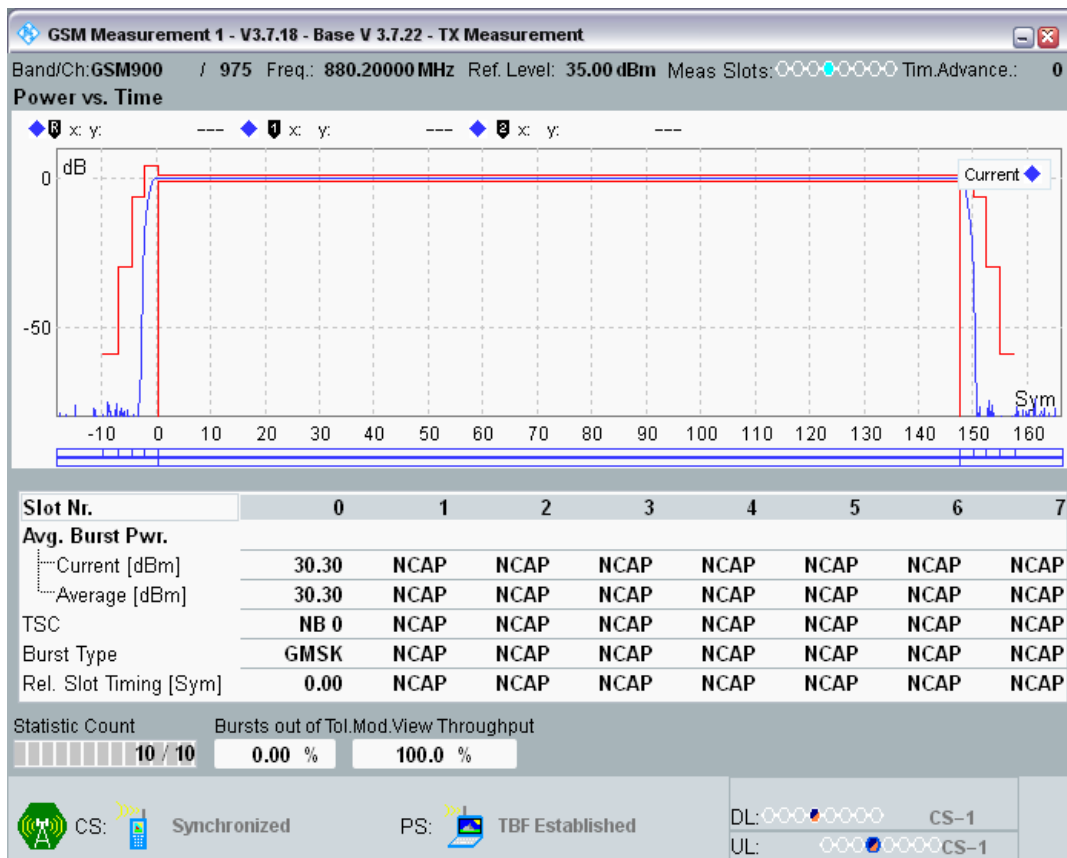 GSM Measurement 1 - V3.7.18 - Base V 3.7.22 - TX Measurement
Band/Ch:GSM900 / 975 Freq.: 880.20000 MHz Ref. Level: 35.00 dBm Meas Slots: Tim.Advance.: 0
Power vs. Time
R x: y: --- 1 x: y: --- 2 x: y: ---
dB
Current
0
-50
Sym
-10 0 10 20 30 40 50 60 70 80 90 100 110 120 130 140 150 160
Slot Nr. 0 1 2 3 4 5 6 7
Avg. Burst Pwr.
Current [dBm] 30.30 NCAP NCAP NCAP NCAP NCAP NCAP NCAP
Average [dBm] 30.30 NCAP NCAP NCAP NCAP NCAP NCAP NCAP
TSC NB 0 NCAP NCAP NCAP NCAP NCAP NCAP NCAP
Burst Type GMSK NCAP NCAP NCAP NCAP NCAP NCAP NCAP
Rel. Slot Timing [Sym] 0.00 NCAP NCAP NCAP NCAP NCAP NCAP NCAP
Statistic Count Bursts out of Tol.Mod.View Throughput
10 / 10 0.00 % 100.0 %
CS: Synchronized PS: TBF Established
DL: CS-1
UL: CS-1